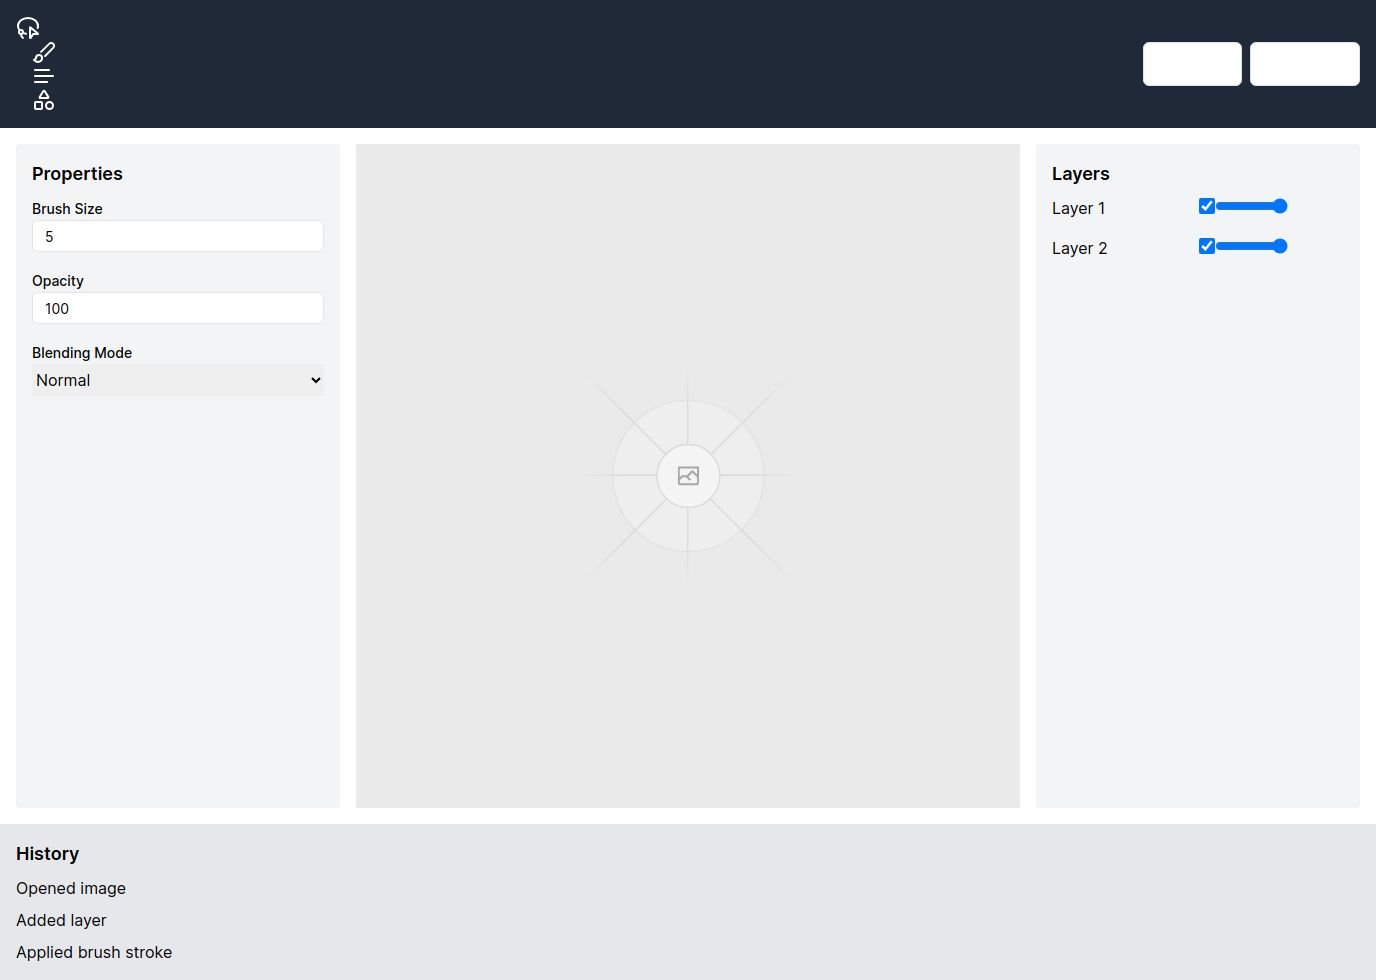 Properties
Brush Size
5
Opacity
100
Blending Mode
Normal
Layers
Layer 1
Layer 2
History
Opened image
Added layer
Applied brush stroke